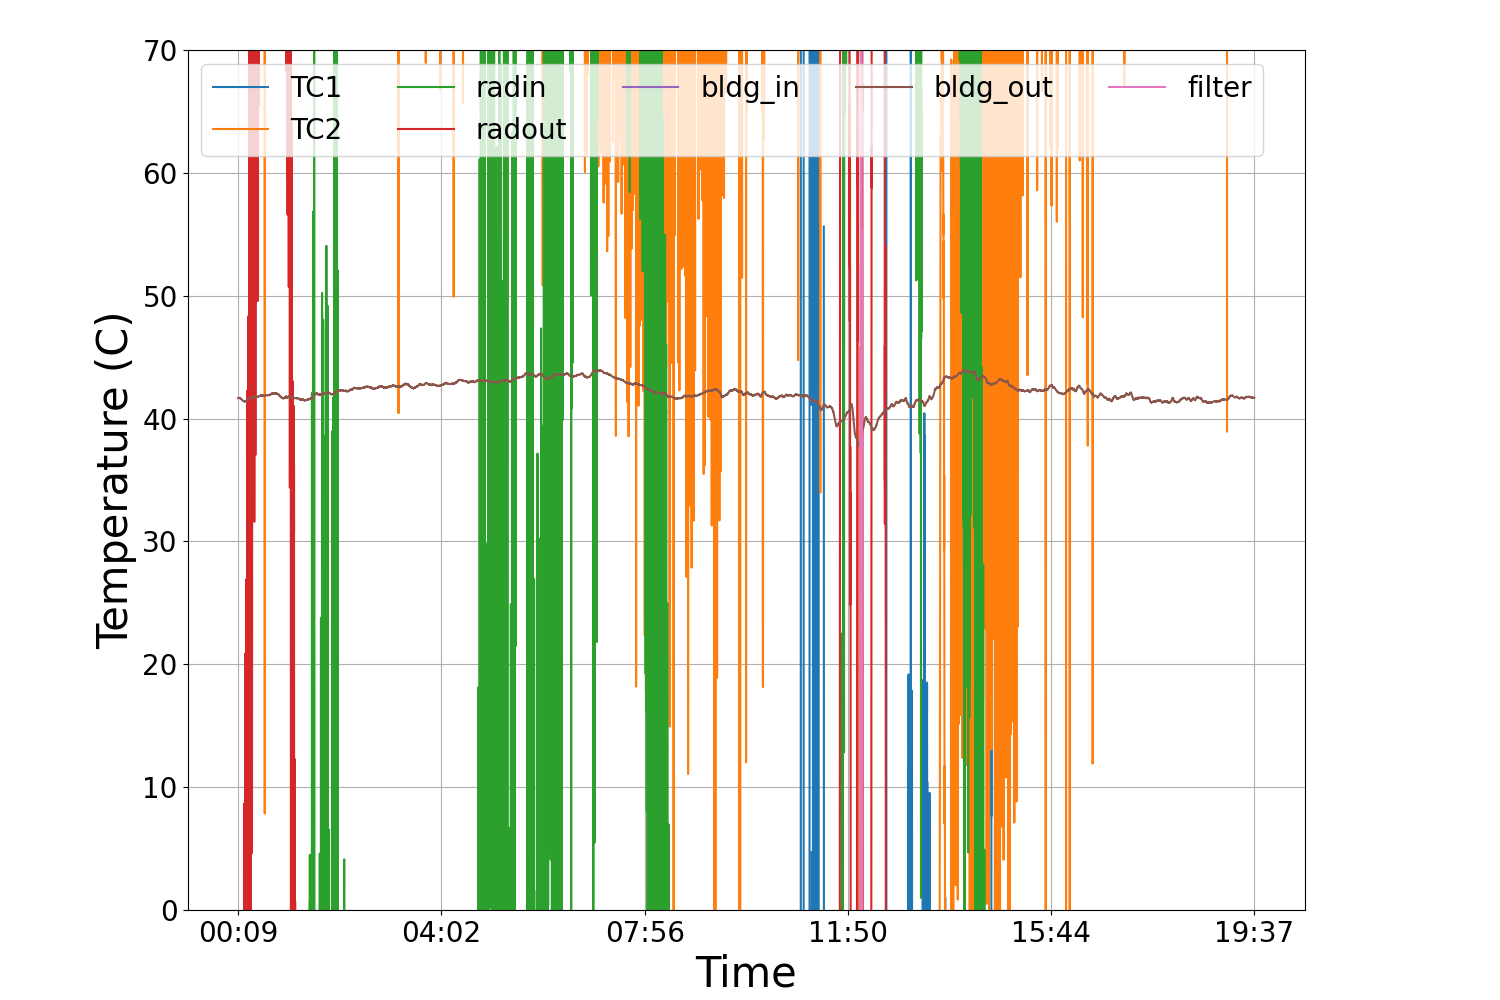 70
60
50
40
30
20
10
0
Temperature (C)
TC1
radin
bldg_in
bldg_out
filter
TC2
radout
00:09
04:02
07:56
11:50
15:44
19:37
Time